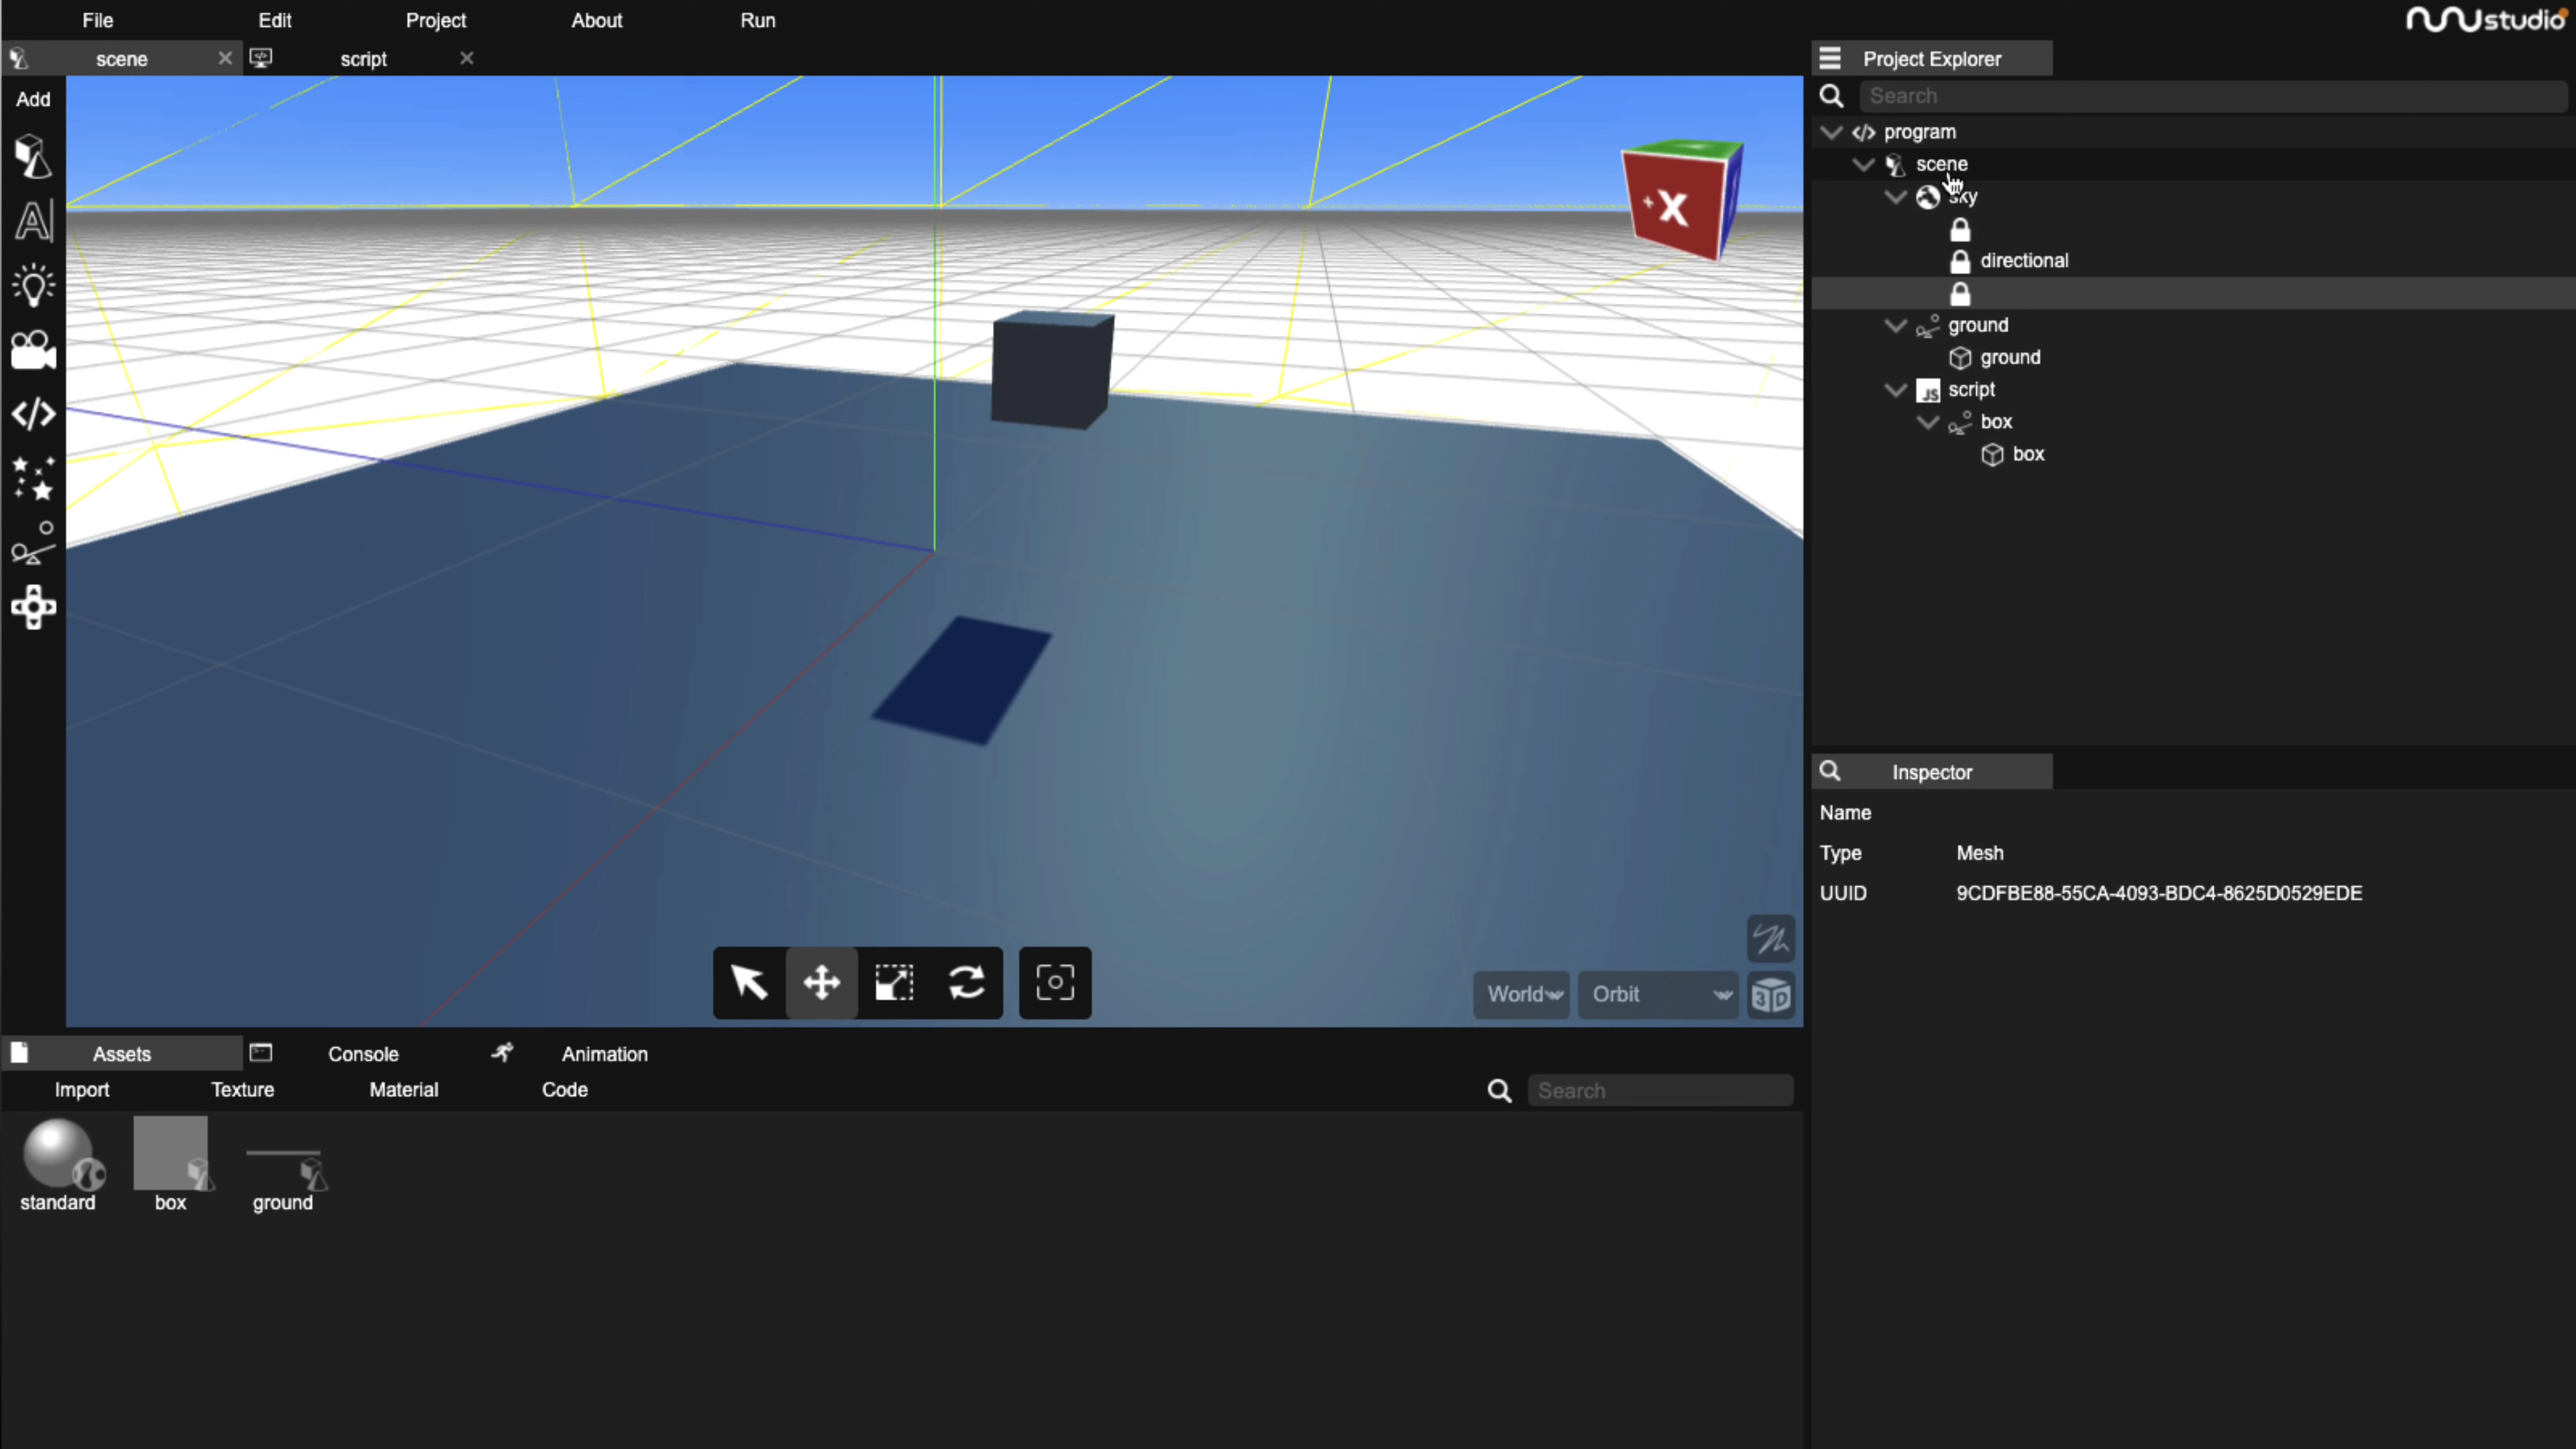 File Edit Project About Run
nunustudio
scene script
Project Explorer
Add
Search
program
scene
sky
directional
ground
ground
script
box
box
+X
Inspector
Name
Type Mesh
UUID 9CDFBE88-55CA-4093-BDC4-8625D0529EDE
World Orbit 3D
Assets Console Animation
Import Texture Material Code Search
standard box ground